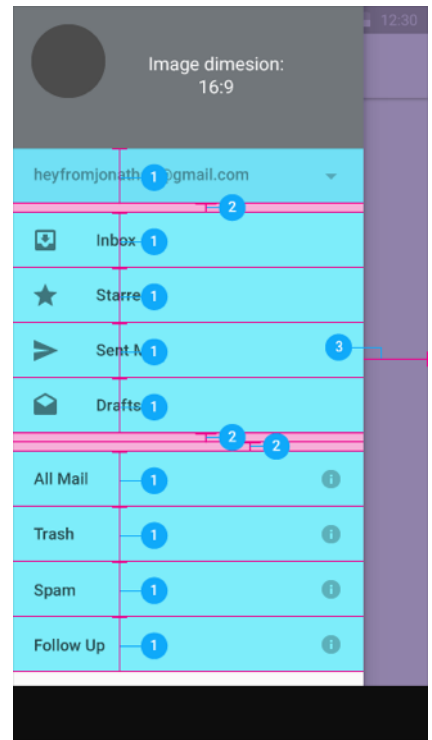 12:30
Image dimesion:
16:9
heyfromjonath 1 gmail.com
2
Inbox 1
Starre 1
Sent 1
3
Drafts 1
2
2
All Mail 1
Trash 1
Spam 1
Follow Up 1